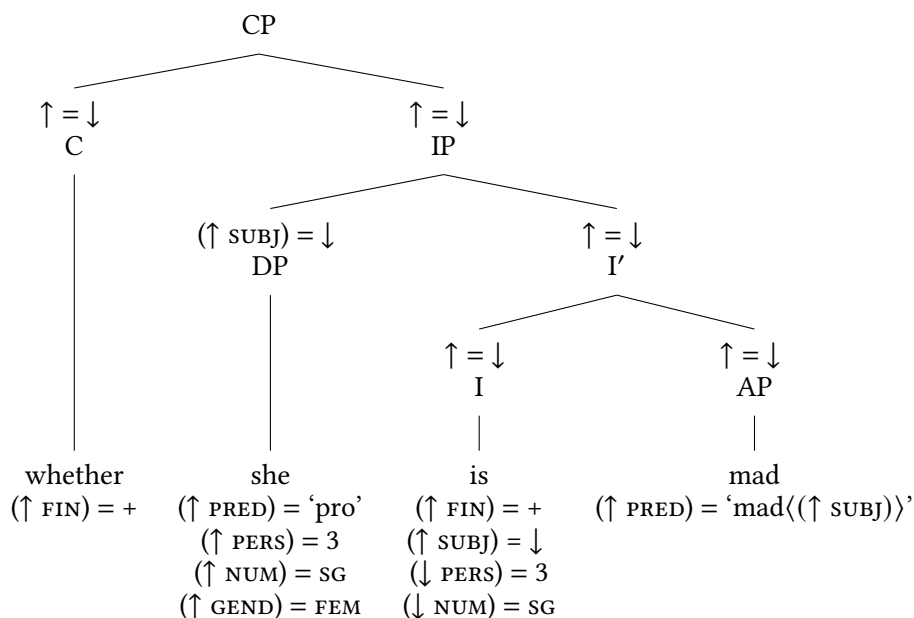 CP
↑ = ↓ ↑ = ↓
C IP
(↑ SUBJ) = ↓ ↑ = ↓
DP I′
↑ = ↓ ↑ = ↓
I AP
whether she is mad
(↑ FIN) = + (↑ PRED) = ‘pro’ (↑ FIN) = + (↑ PRED) = ‘mad⟨(↑ SUBJ)⟩’
(↑ PERS) = 3 (↑ SUBJ) = ↓
(↑ NUM) = SG (↓ PERS) = 3
(↑ GEND) = FEM (↓ NUM) = SG